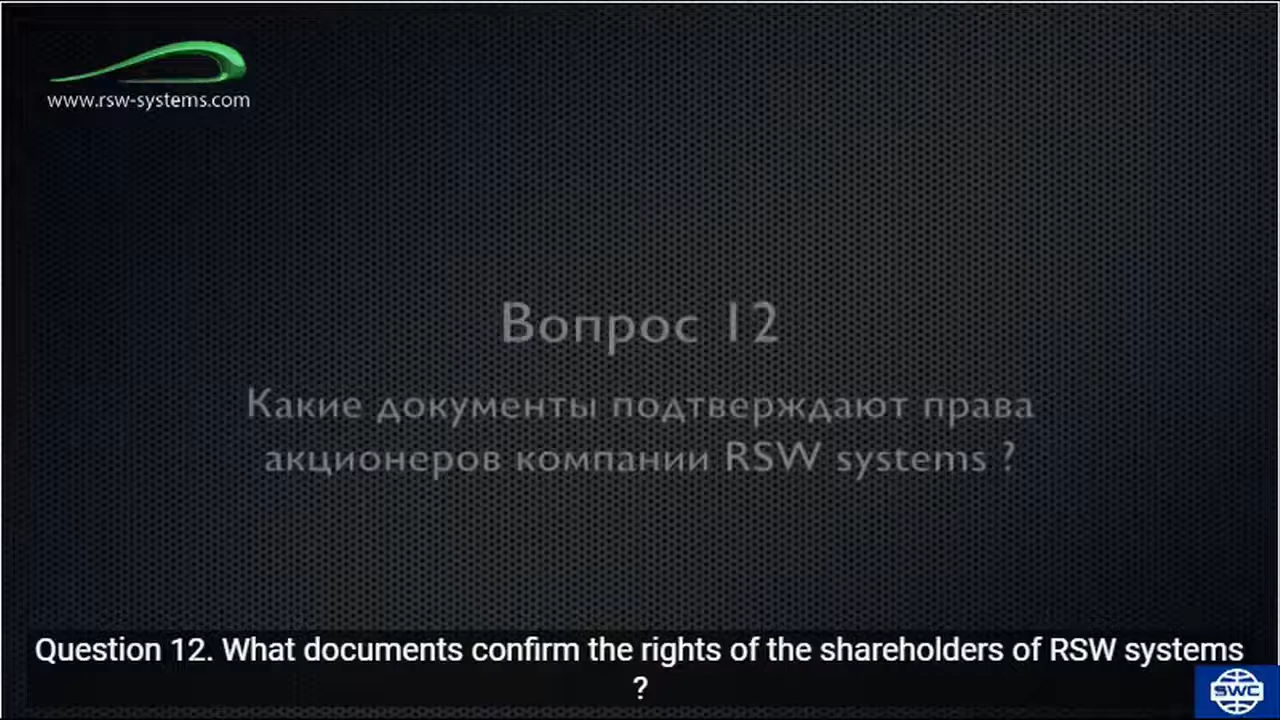 www.rsw-systems.com
Вопрос 12
Какие документы подтверждают права
акционеров компании RSW systems ?
Question 12. What documents confirm the rights of the shareholders of RSW systems
?
SWC